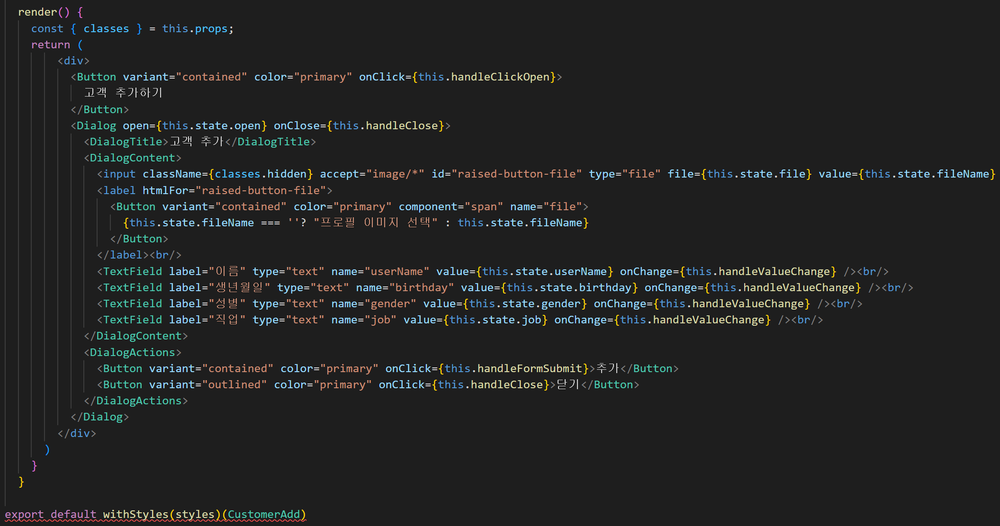 render() {
const { classes } = this.props;
return (
<div>
<Button variant="contained" color="primary" onClick={this.handleClickOpen}>
고객 추가하기
</Button>
<Dialog open={this.state.open} onClose={this.handleClose}>
<DialogTitle>고객 추가</DialogTitle>
<DialogContent>
<input className={classes.hidden} accept="image/*" id="raised-button-file" type="file" file={this.state.file} value={this.state.fileName}
<label htmlFor="raised-button-file">
<Button variant="contained" color="primary" component="span" name="file">
{this.state.fileName === ''? "프로필 이미지 선택" : this.state.fileName}
</Button>
</label><br/>
<TextField label="이름" type="text" name="userName" value={this.state.userName} onChange={this.handleValueChange} /><br/>
<TextField label="생년월일" type="text" name="birthday" value={this.state.birthday} onChange={this.handleValueChange} /><br/>
<TextField label="성별" type="text" name="gender" value={this.state.gender} onChange={this.handleValueChange} /><br/>
<TextField label="직업" type="text" name="job" value={this.state.job} onChange={this.handleValueChange} /><br/>
</DialogContent>
<DialogActions>
<Button variant="contained" color="primary" onClick={this.handleFormSubmit}>추가</Button>
<Button variant="outlined" color="primary" onClick={this.handleClose}>닫기</Button>
</DialogActions>
</Dialog>
</div>
)
}
}
export default withStyles(styles)(CustomerAdd)